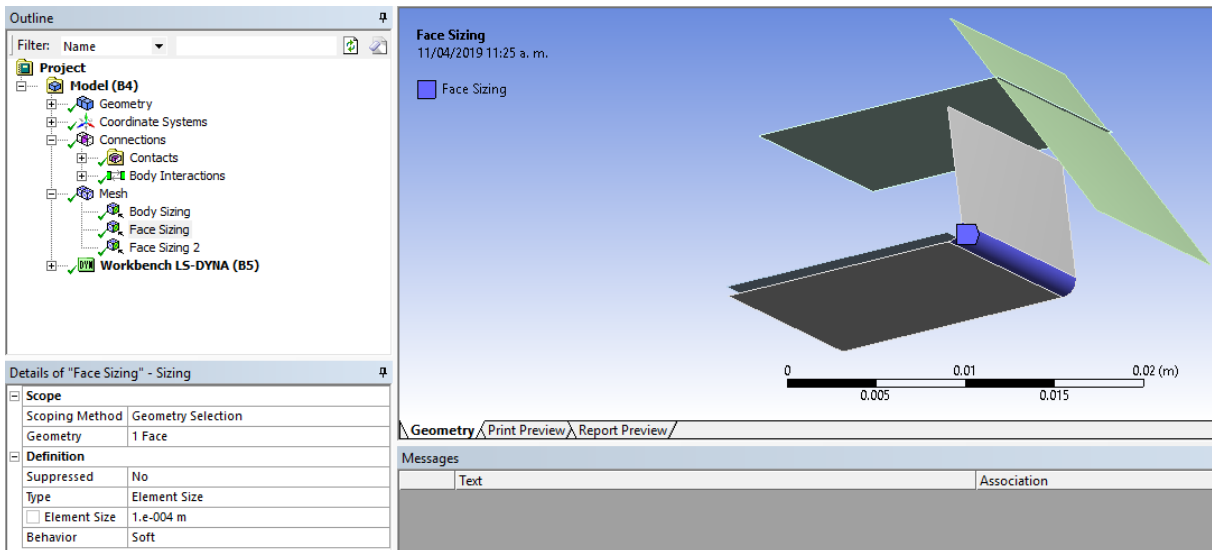 Outline
Filter: Name
Project
Model (B4)
Geometry
Coordinate Systems
Connections
Contacts
Body Interactions
Mesh
Body Sizing
Face Sizing
Face Sizing 2
Workbench LS-DYNA (B5)
Details of "Face Sizing" - Sizing
Scope
Scoping Method Geometry Selection
Geometry 1 Face
Definition
Suppressed No
Type Element Size
Element Size 1.e-004 m
Behavior Soft
Face Sizing
11/04/2019 11:25 a. m.
Face Sizing
0 0.01 0.02 (m)
0.005 0.015
Geometry Print Preview Report Preview
Messages
Text Association